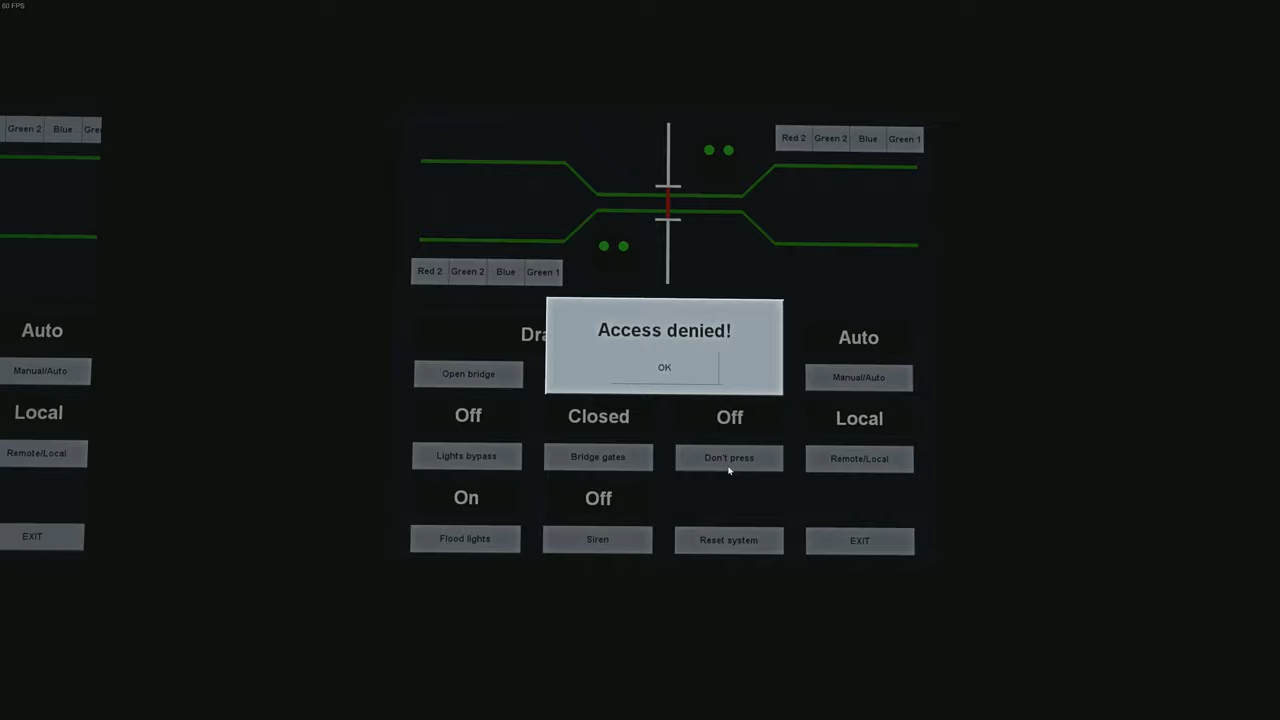 60 FPS
Green 2 Blue Gre
Red 2 Green 2 Blue Green 1
Red 2 Green 2 Blue Green 1
Access denied!
OK
Auto
Dra
Auto
Manual/Auto
Open bridge
Manual/Auto
Local
Off Closed Off Local
Remote/Local
Lights bypass Bridge gates Don't press Remote/Local
On Off
EXIT
Flood lights Siren Reset system EXIT